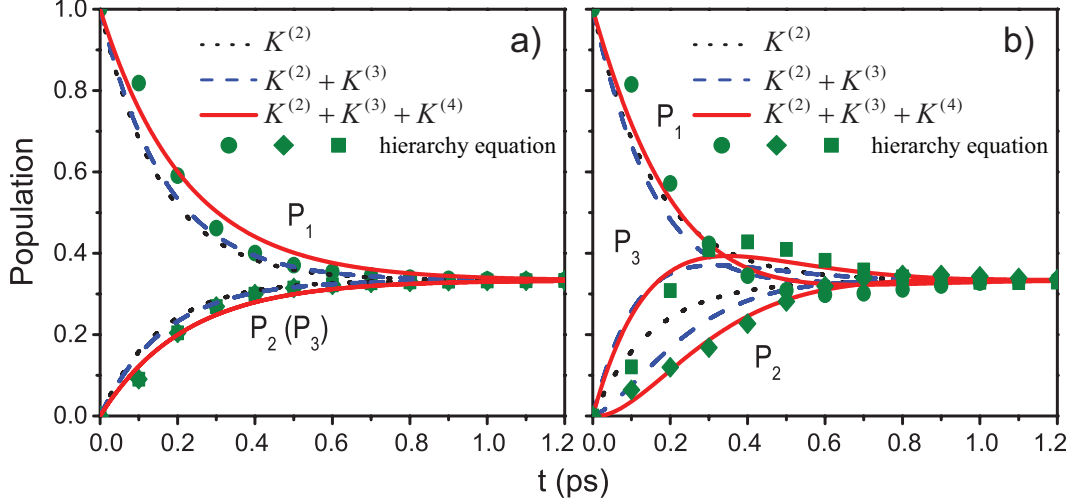 a)
K^(2)
K^(2) + K^(3)
K^(2) + K^(3) + K^(4)
hierarchy equation
P_1
P_2 (P_3)
b)
K^(2)
K^(2) + K^(3)
K^(2) + K^(3) + K^(4)
hierarchy equation
P_1
P_3
P_2
Population
1.0
0.8
0.6
0.4
0.2
0.0
0.0 0.2 0.4 0.6 0.8 1.0 0.0 0.2 0.4 0.6 0.8 1.0 1.2
t (ps)